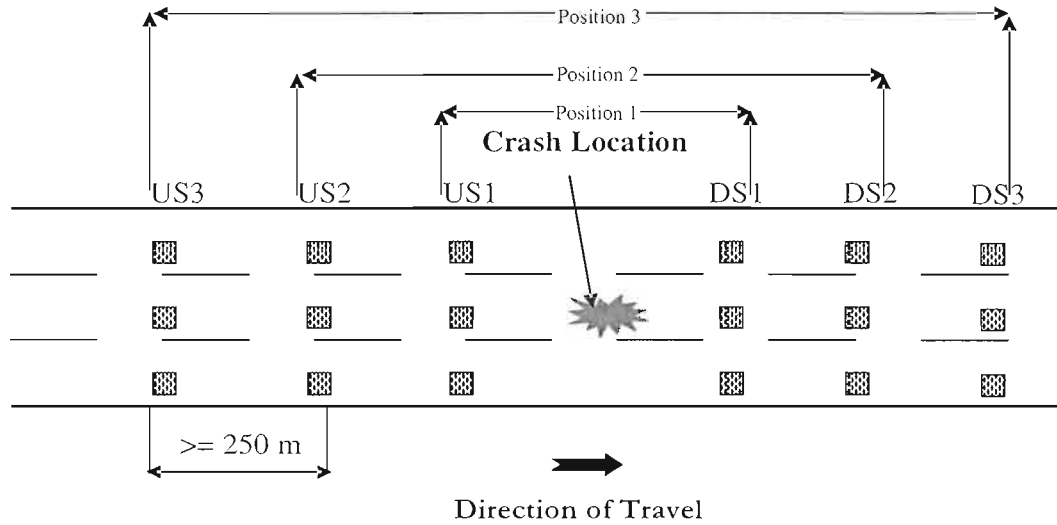 Position 3
Position 2
Position 1
Crash Location
US3 US2 US1 DS1 DS2 DS3
>= 250 m
Direction of Travel